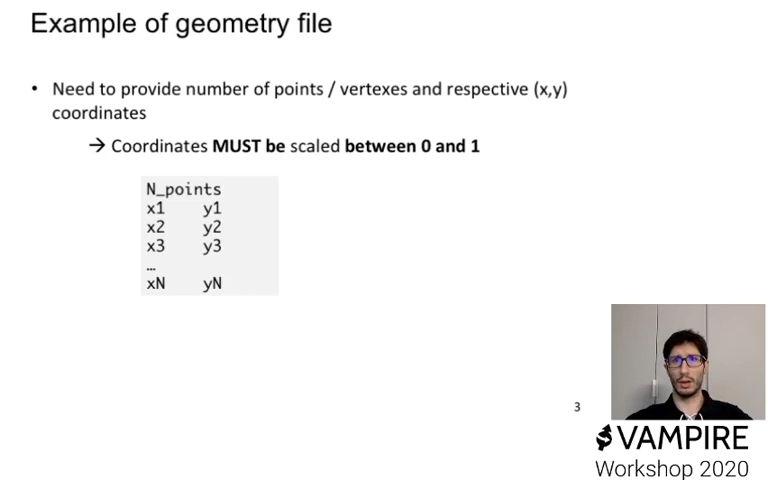 Example of geometry file
• Need to provide number of points / vertexes and respective (x,y)
coordinates
→ Coordinates MUST be scaled between 0 and 1
N_points
x1 y1
x2 y2
x3 y3
…
xN yN
3
VAMPIRE
Workshop 2020